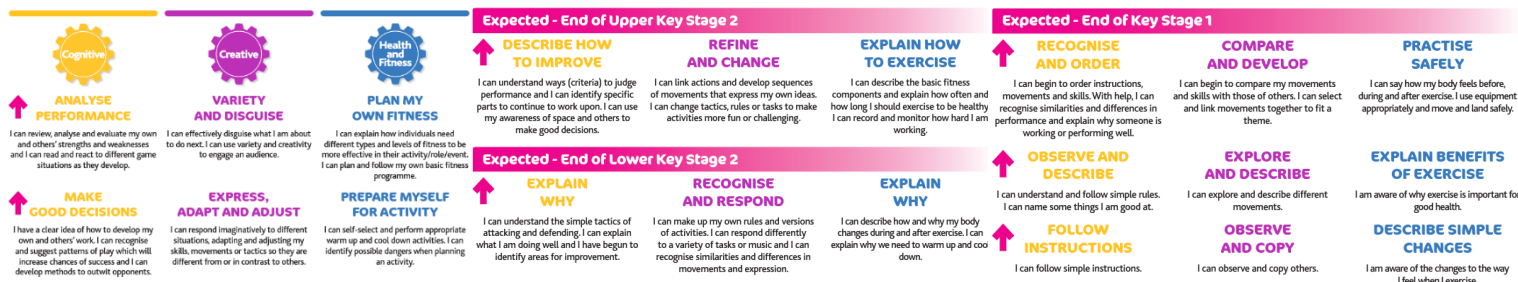 Cognitive
Creative
Health
and
Fitness
ANALYSE
PERFORMANCE
I can review, analyse and evaluate my own
and others' strengths and weaknesses
and I can read and react to different game
situations as they develop.
VARIETY
AND DISGUISE
I can effectively disguise what I am about
to do next. I can use variety and creativity
to engage an audience.
PLAN MY
OWN FITNESS
I can explain how individuals need
different types and levels of fitness to be
more effective in their activity/role/event.
I can plan and follow my own basic fitness
programme.
MAKE
GOOD DECISIONS
I have a clear idea of how to develop my
own and others' work. I can recognise
and suggest patterns of play which will
increase chances of success and I can
develop methods to outwit opponents.
EXPRESS,
ADAPT AND ADJUST
I can respond imaginatively to different
situations, adapting and adjusting my
skills, movements or tactics so they are
different from or in contrast to others.
PREPARE MYSELF
FOR ACTIVITY
I can self-select and perform appropriate
warm up and cool down activities. I can
identify possible dangers when planning
an activity.
Expected - End of Upper Key Stage 2
DESCRIBE HOW
TO IMPROVE
I can understand ways (criteria) to judge
performance and I can identify specific
parts to continue to work upon. I can use
my awareness of space and others to
make good decisions.
REFINE
AND CHANGE
I can link actions and develop sequences
of movements that express my own ideas.
I can change tactics, rules or tasks to make
activities more fun or challenging.
EXPLAIN HOW
TO EXERCISE
I can describe the basic fitness
components and explain how often and
how long I should exercise to be healthy
I can record and monitor how hard I am
working.
Expected - End of Lower Key Stage 2
EXPLAIN
WHY
I can understand the simple tactics of
attacking and defending. I can explain
what I am doing well and I have begun to
identify areas for improvement.
RECOGNISE
AND RESPOND
I can make up my own rules and versions
of activities. I can respond differently
to a variety of tasks or music and I can
recognise similarities and differences in
movements and expression.
EXPLAIN
WHY
I can describe how and why my body
changes during and after exercise. I can
explain why we need to warm up and cool
down.
Expected - End of Key Stage 1
RECOGNISE
AND ORDER
I can begin to order instructions,
movements and skills. With help, I can
recognise similarities and differences in
performance and explain why someone is
working or performing well.
COMPARE
AND DEVELOP
I can begin to compare my movements
and skills with those of others. I can select
and link movements together to fit a
theme.
PRACTISE
SAFELY
I can say how my body feels before,
during and after exercise. I use equipment
appropriately and move and land safely.
OBSERVE AND
DESCRIBE
I can understand and follow simple rules.
I can name some things I am good at.
EXPLORE
AND DESCRIBE
I can explore and describe different
movements.
EXPLAIN BENEFITS
OF EXERCISE
I am aware of why exercise is important for
good health.
FOLLOW
INSTRUCTIONS
I can follow simple instructions.
OBSERVE
AND COPY
I can observe and copy others.
DESCRIBE SIMPLE
CHANGES
I am aware of the changes to the way
I feel when I exercise.